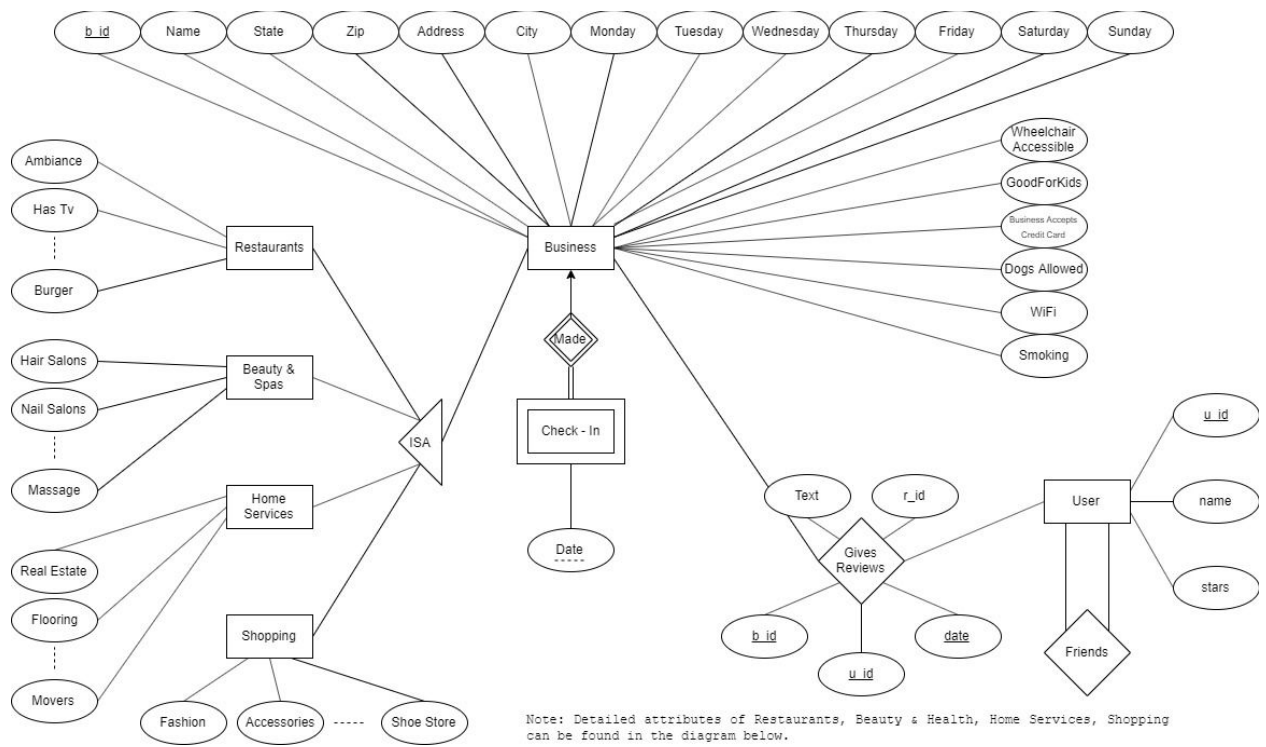 b_id
Name
State
Zip
Address
City
Monday
Tuesday
Wednesday
Thursday
Friday
Saturday
Sunday
Wheelchair
Accessible
GoodForKids
Business Accepts
Credit Card
Dogs Allowed
WiFi
Smoking
Ambiance
Has Tv
Burger
Restaurants
Business
Made
Check - In
Date
Hair Salons
Nail Salons
Massage
Beauty &
Spas
ISA
Home
Services
Real Estate
Flooring
Movers
Shopping
Fashion
Accessories
Shoe Store
Text
r_id
Gives
Reviews
b_id
u_id
date
User
u_id
name
stars
Friends
Note: Detailed attributes of Restaurants, Beauty & Health, Home Services, Shopping
can be found in the diagram below.